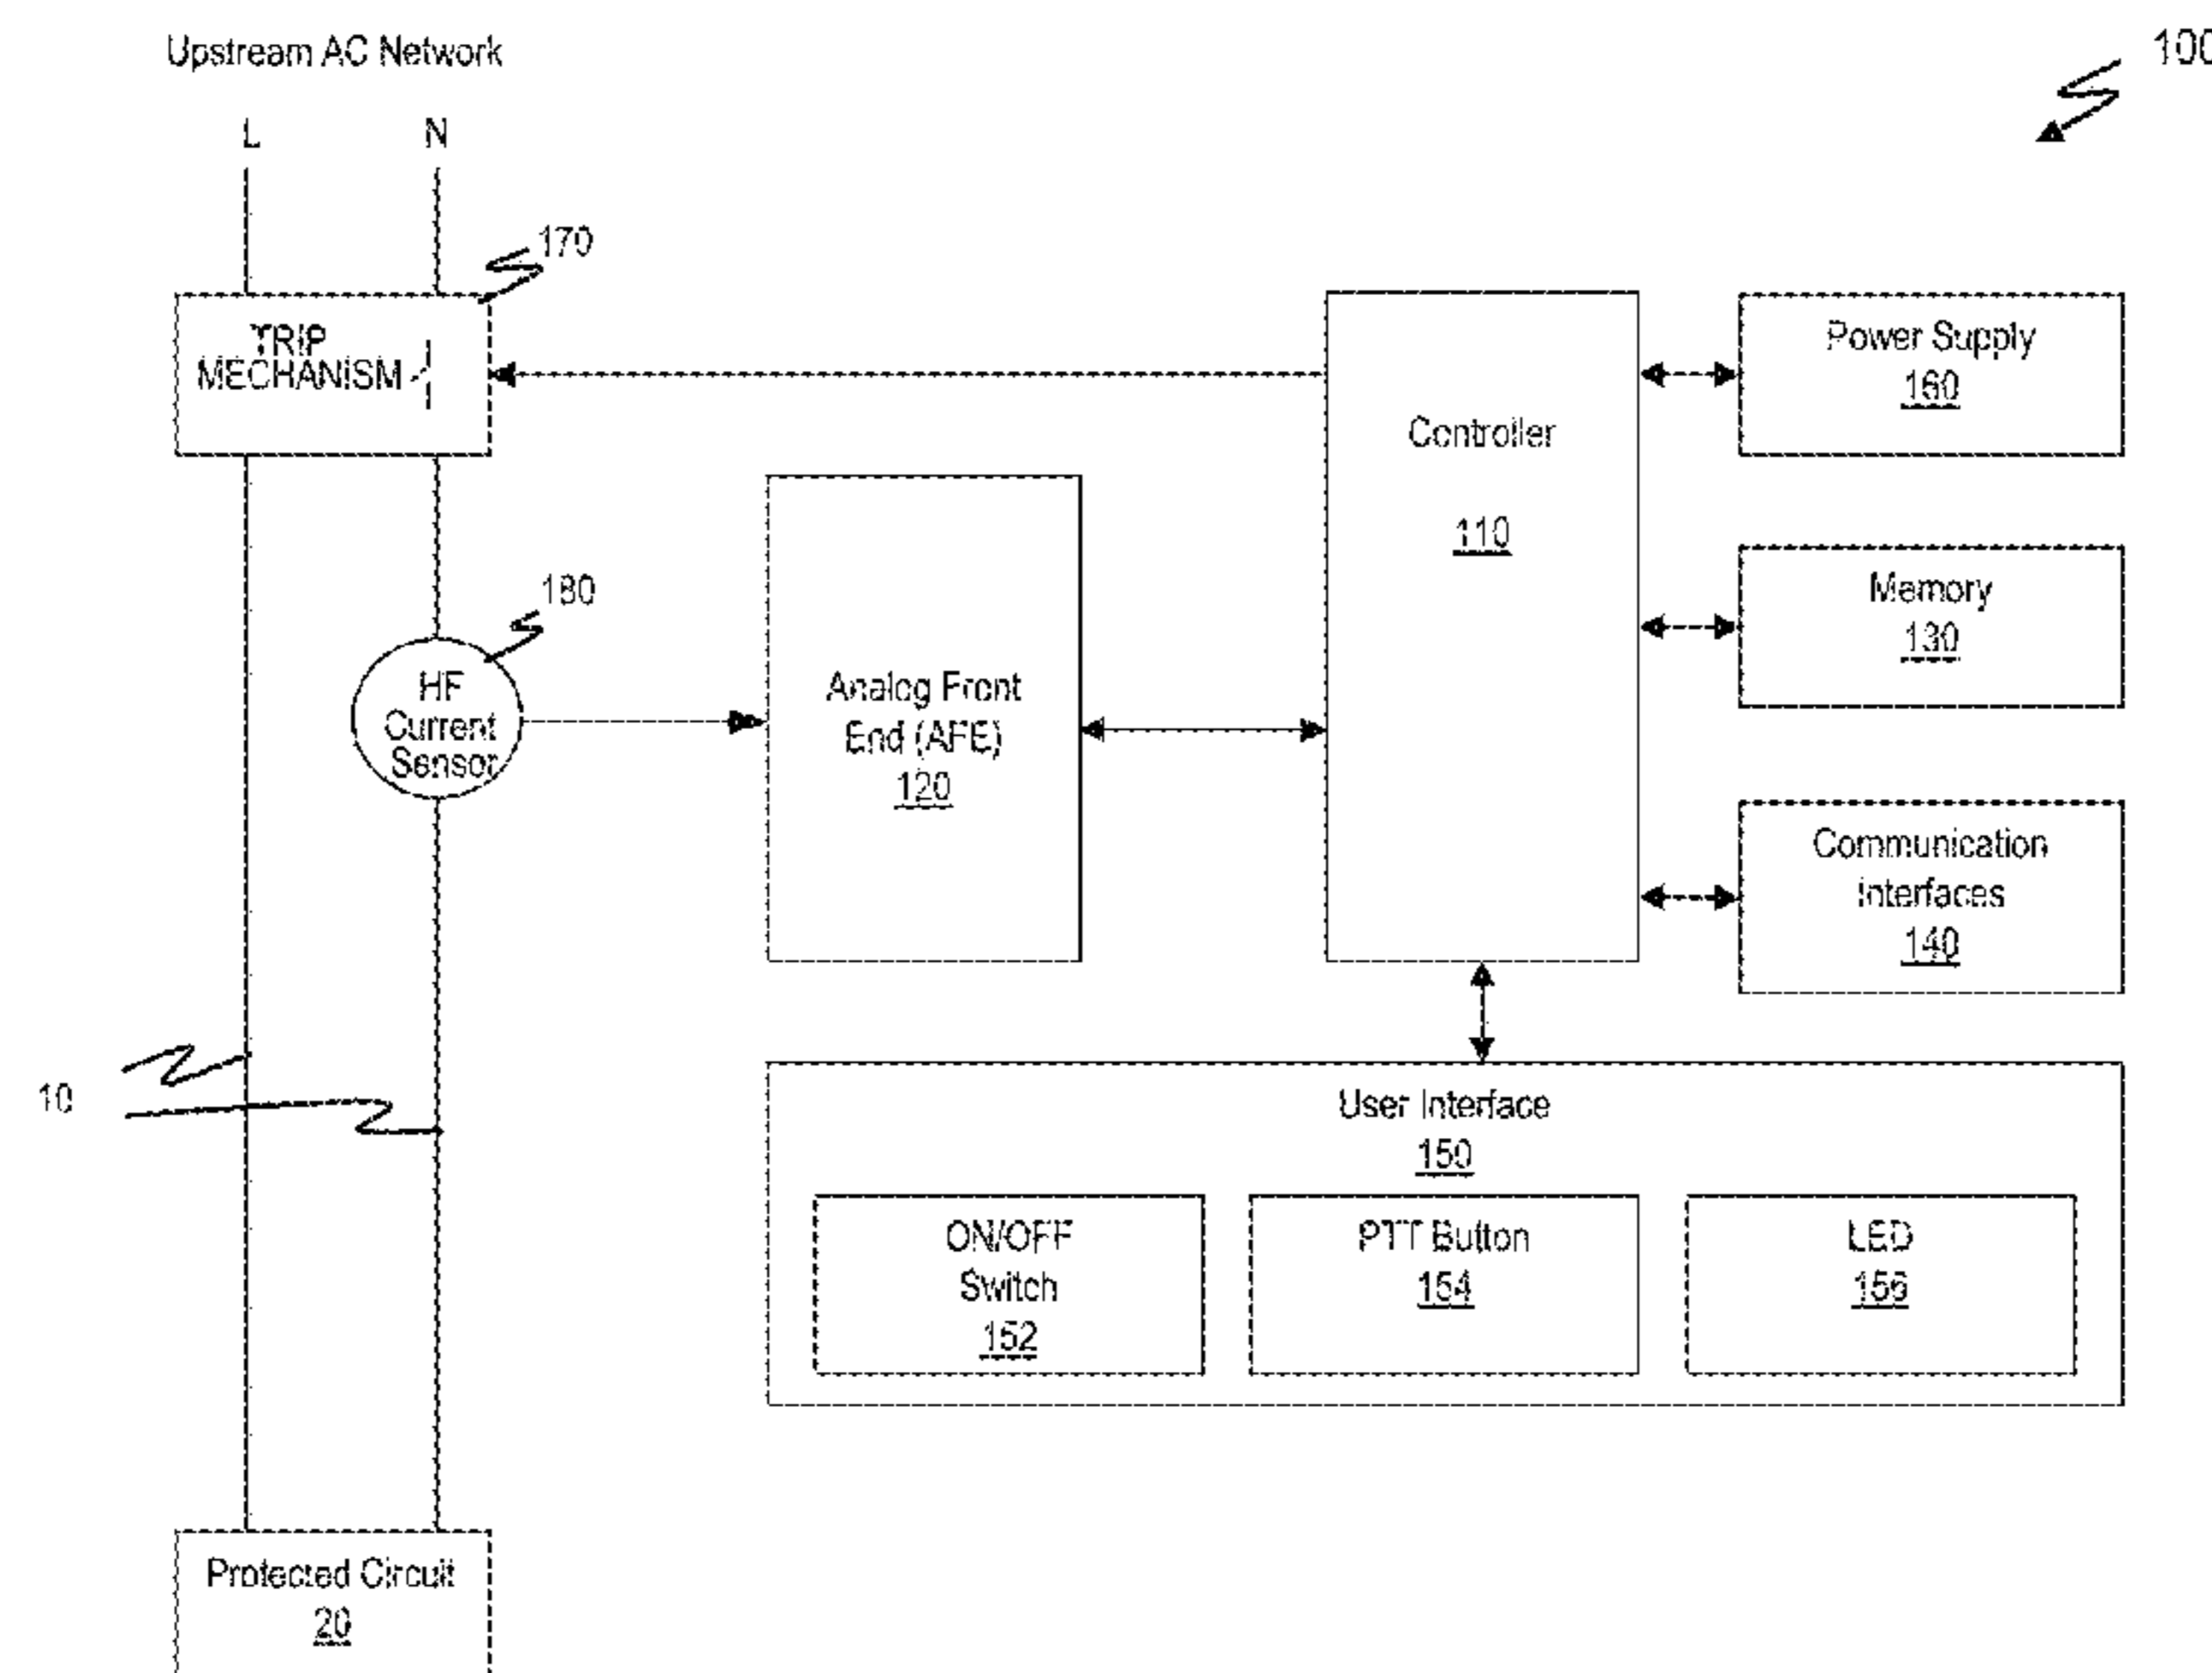 Upstream AC Network
100
L
N
170
TRIP
MECHANISM
Controller
110
Power Supply
160
Memory
130
180
HF
Current
Sensor
Analog Front
End (AFE)
120
Communication
Interfaces
140
10
User Interface
150
ON/OFF
Switch
152
PTT Button
154
LED
156
Protected Circuit
20